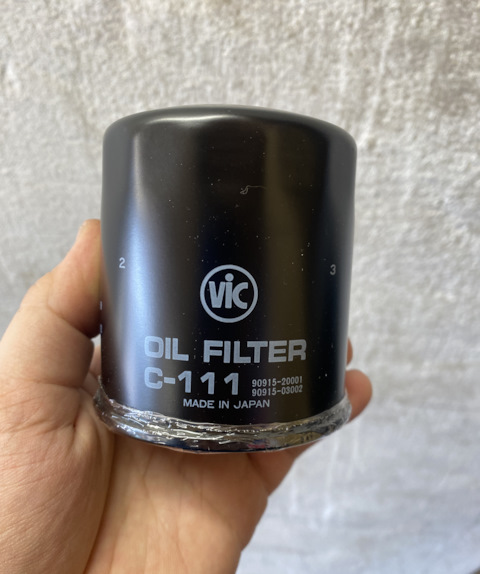 2
3
VIC
OIL FILTER
C-111 90915-20001
90915-03002
MADE IN JAPAN